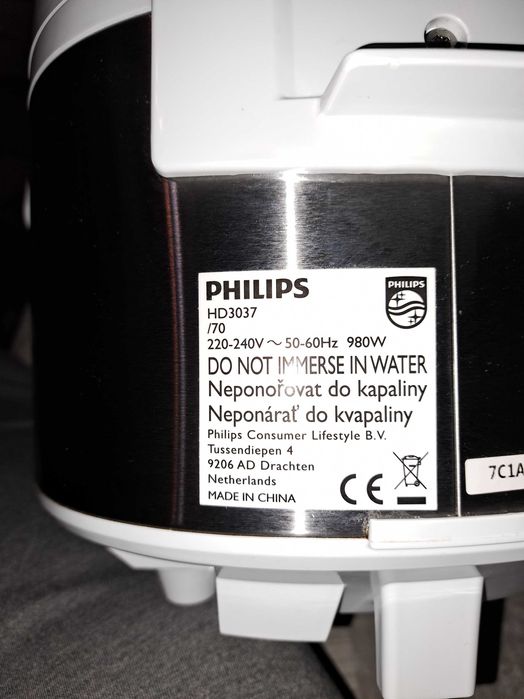 PHILIPS
PHILIPS
HD3037
/70
220-240V ~ 50-60Hz 980W
DO NOT IMMERSE IN WATER
Neponořovat do kapaliny
Neponárať do kvapaliny
Philips Consumer Lifestyle B.V.
Tussendiepen 4
9206 AD Drachten
Netherlands
MADE IN CHINA
CE
7C1A